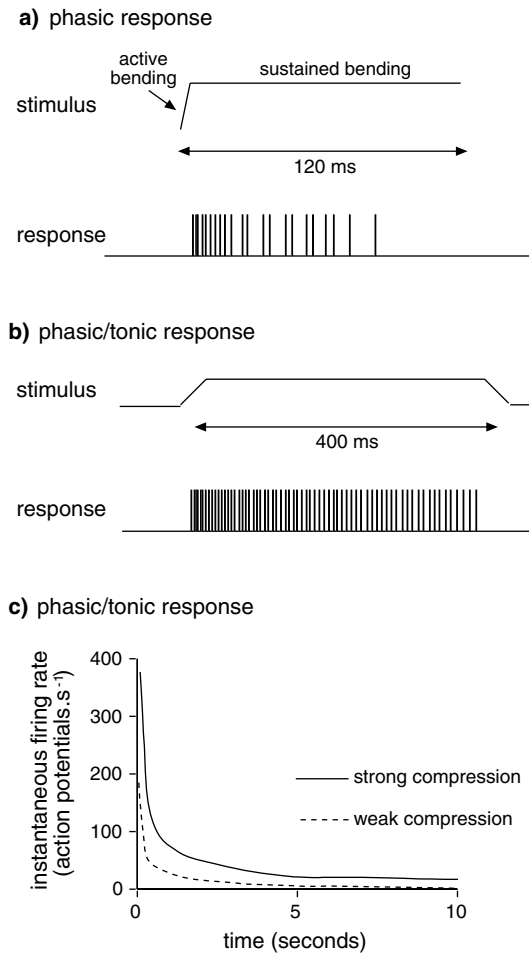 a) phasic response
active
bending
sustained bending
stimulus
120 ms
response
b) phasic/tonic response
stimulus
400 ms
response
c) phasic/tonic response
instantaneous firing rate
(action potentials.s-1)
400
300
200
100
0
strong compression
weak compression
0 5 10
time (seconds)